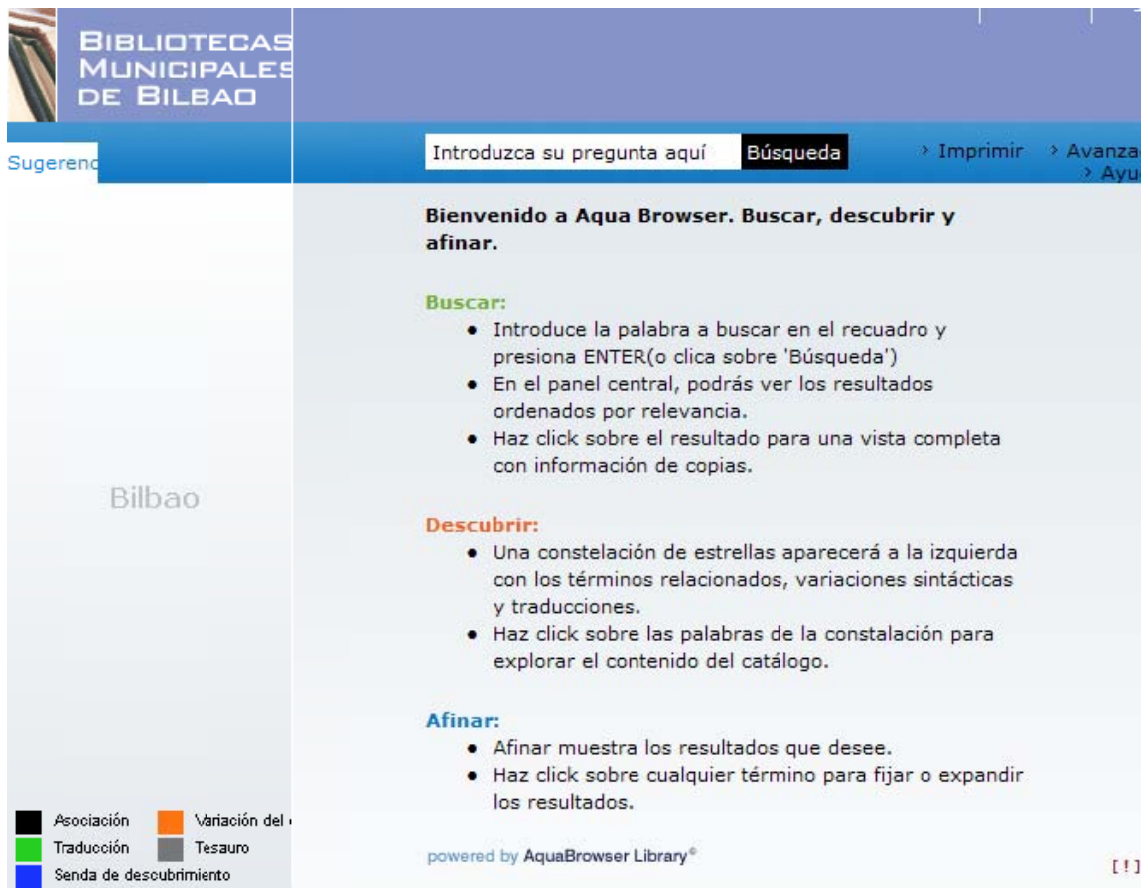 BIBLIOTECAS
MUNICIPALES
DE BILBAO
Introduzca su pregunta aquí Búsqueda › Imprimir
Bienvenido a Aqua Browser. Buscar, descubrir y
afinar.
Buscar:
• Introduce la palabra a buscar en el recuadro y
presiona ENTER(o clica sobre 'Búsqueda')
• En el panel central, podrás ver los resultados
ordenados por relevancia.
• Haz click sobre el resultado para una vista completa
con información de copias.
Bilbao
Descubrir:
• Una constelación de estrellas aparecerá a la izquierda
con los términos relacionados, variaciones sintácticas
y traducciones.
• Haz click sobre las palabras de la constalación para
explorar el contenido del catálogo.
Afinar:
• Afinar muestra los resultados que desee.
• Haz click sobre cualquier término para fijar o expandir
los resultados.
Asociación Variación del
Traducción Tesauro
Senda de descubrimiento
powered by AquaBrowser Library®
[!]